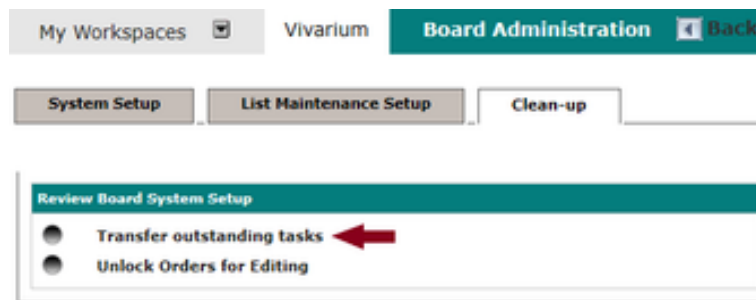 My Workspaces Vivarium Board Administration Back
System Setup List Maintenance Setup Clean-up
Review Board System Setup
Transfer outstanding tasks
Unlock Orders for Editing